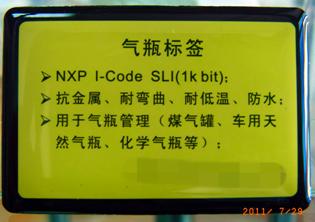 气瓶标签
➢NXP I-Code SLI(1k bit)；
➢抗金属、耐弯曲、耐低温、防水；
➢用于气瓶管理（煤气罐、车用天
然气瓶、化学气瓶等）；
2011/ 7/29